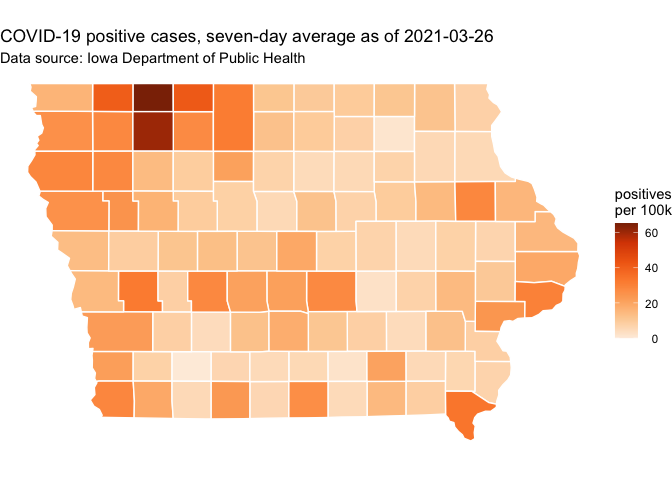 COVID-19 positive cases, seven-day average as of 2021-03-26
Data source: Iowa Department of Public Health
positives
per 100k
60
40
20
0